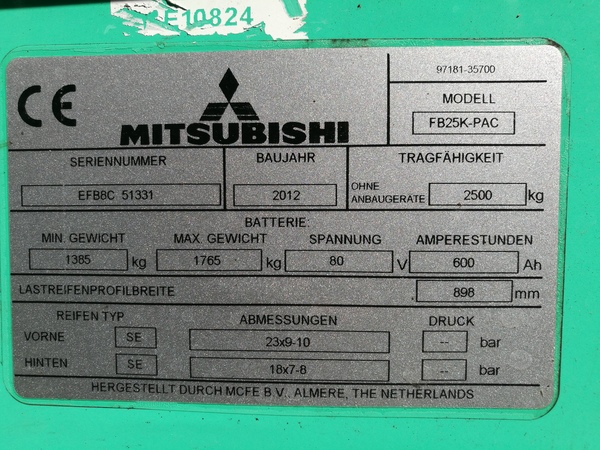 E10824
CE
MITSUBISHI
97181-35700
MODELL
FB25K-PAC
SERIENNUMMER
EFB8C 51331
BAUJAHR
2012
TRAGFÄHIGKEIT
OHNE
ANBAUGERATE 2500 kg
BATTERIE:
MIN. GEWICHT MAX. GEWICHT SPANNUNG AMPERESTUNDEN
1385 kg 1765 kg 80 V 600 Ah
LASTREIFENPROFILBREITE 898 mm
REIFEN TYP ABMESSUNGEN DRUCK
VORNE SE 23x9-10 -- bar
HINTEN SE 18x7-8 -- bar
HERGESTELLT DURCH MCFE B.V., ALMERE, THE NETHERLANDS